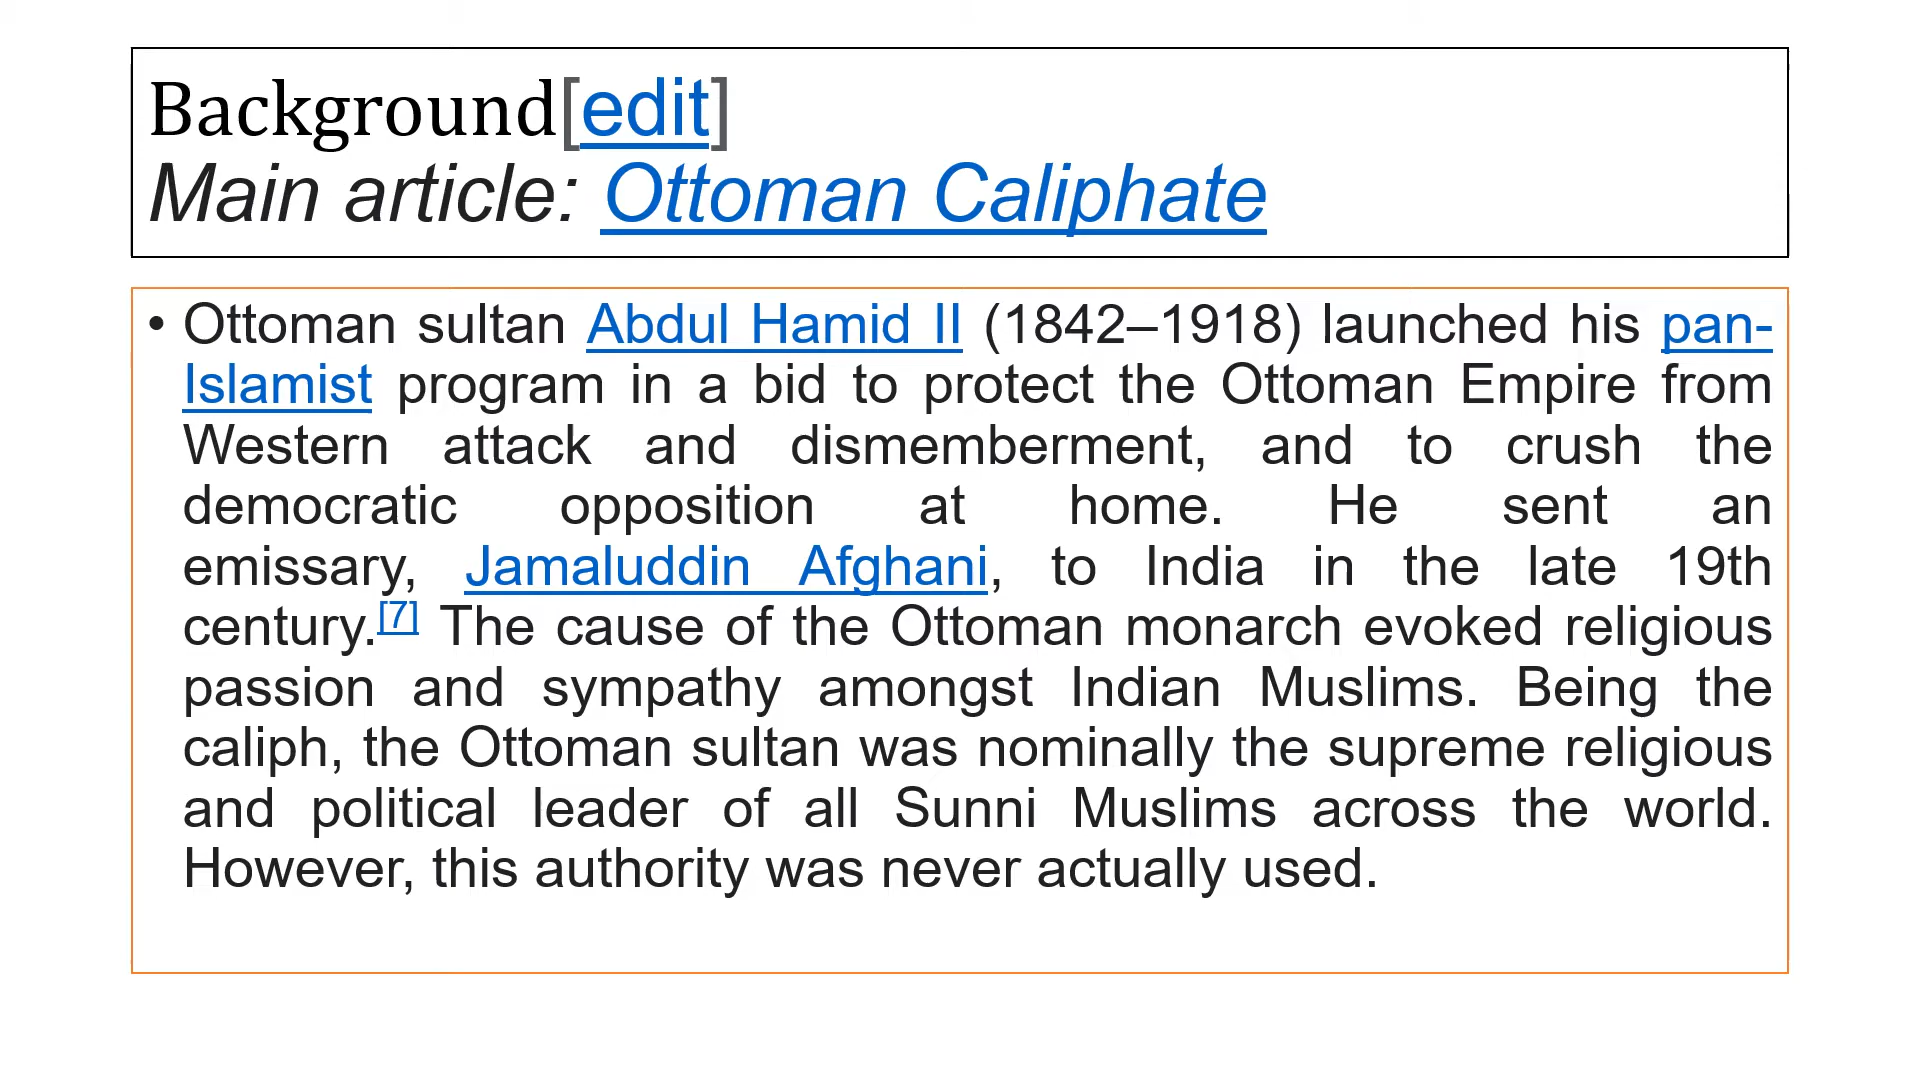 Background[edit]
Main article: Ottoman Caliphate
• Ottoman sultan Abdul Hamid II (1842–1918) launched his pan-
Islamist program in a bid to protect the Ottoman Empire from
Western attack and dismemberment, and to crush the
democratic opposition at home. He sent an
emissary, Jamaluddin Afghani, to India in the late 19th
century.[7] The cause of the Ottoman monarch evoked religious
passion and sympathy amongst Indian Muslims. Being the
caliph, the Ottoman sultan was nominally the supreme religious
and political leader of all Sunni Muslims across the world.
However, this authority was never actually used.